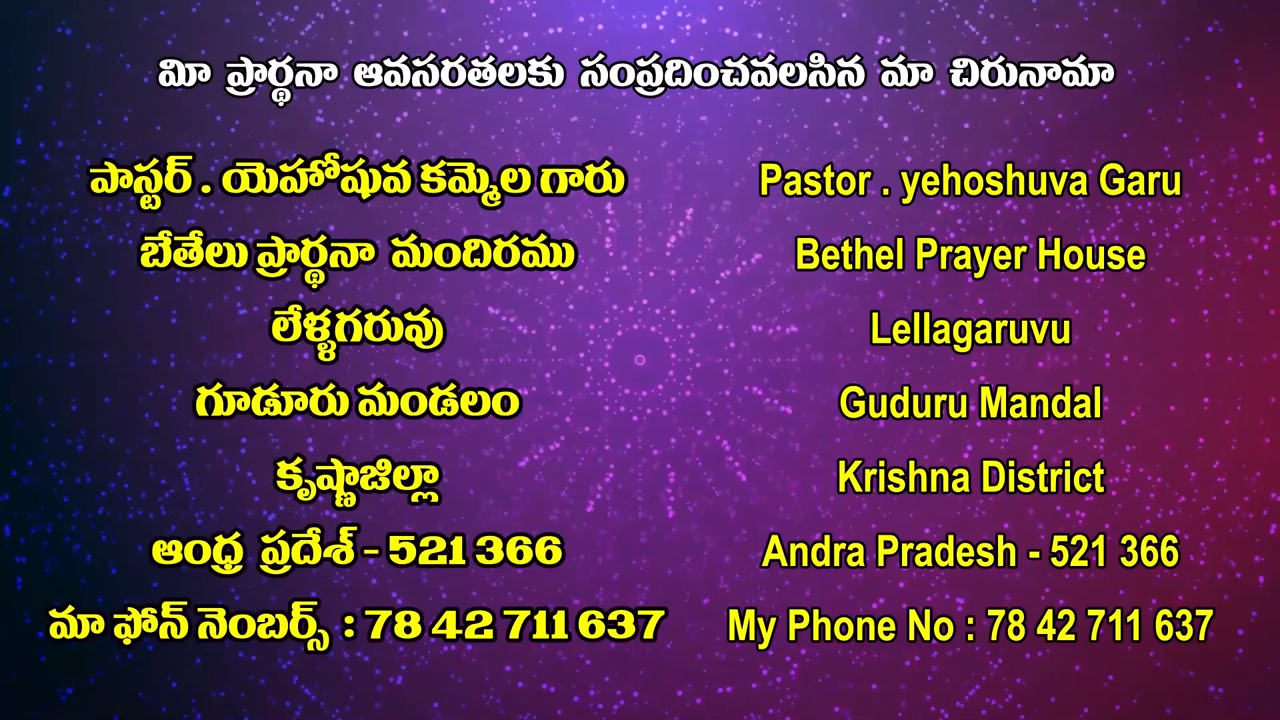 మీ ప్రార్థనా ఆవసరతలకు సంప్రదించవలసిన మా చిరునామా
పాస్టర్ . యెహోషువ కమ్మెల గారు
బేతేలు ప్రార్థనా మందిరము
లేళ్ళగరువు
గూడూరు మండలం
కృష్ణాజిల్లా
ఆంధ్ర ప్రదేశ్ - 521 366
మా ఫోన్ నెంబర్స్ : 78 42 711 637
Pastor . yehoshuva Garu
Bethel Prayer House
Lellagaruvu
Guduru Mandal
Krishna District
Andra Pradesh - 521 366
My Phone No : 78 42 711 637